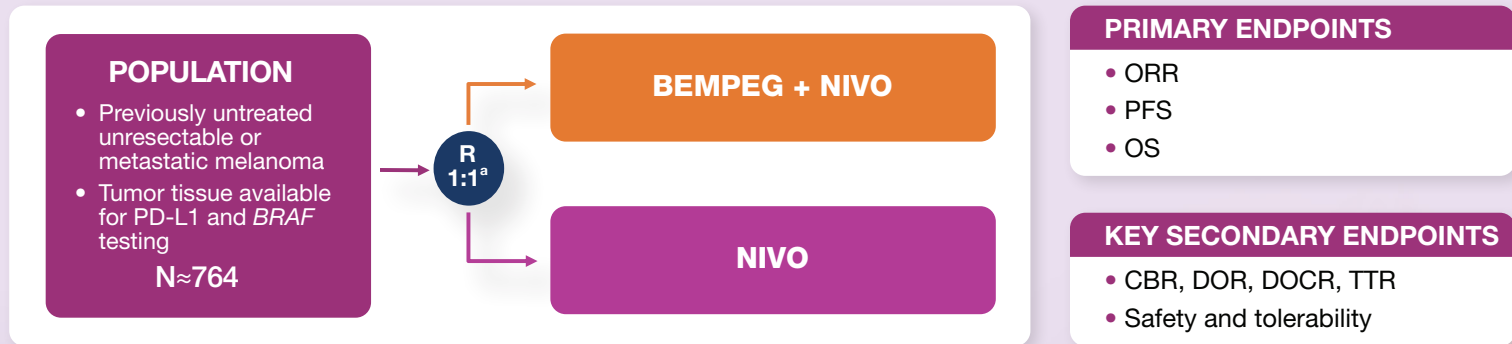 POPULATION
• Previously untreated
unresectable or
metastatic melanoma
• Tumor tissue available
for PD-L1 and BRAF
testing
N≈764
R
1:1ᵃ
BEMPEG + NIVO
NIVO
PRIMARY ENDPOINTS
• ORR
• PFS
• OS
KEY SECONDARY ENDPOINTS
• CBR, DOR, DOCR, TTR
• Safety and tolerability